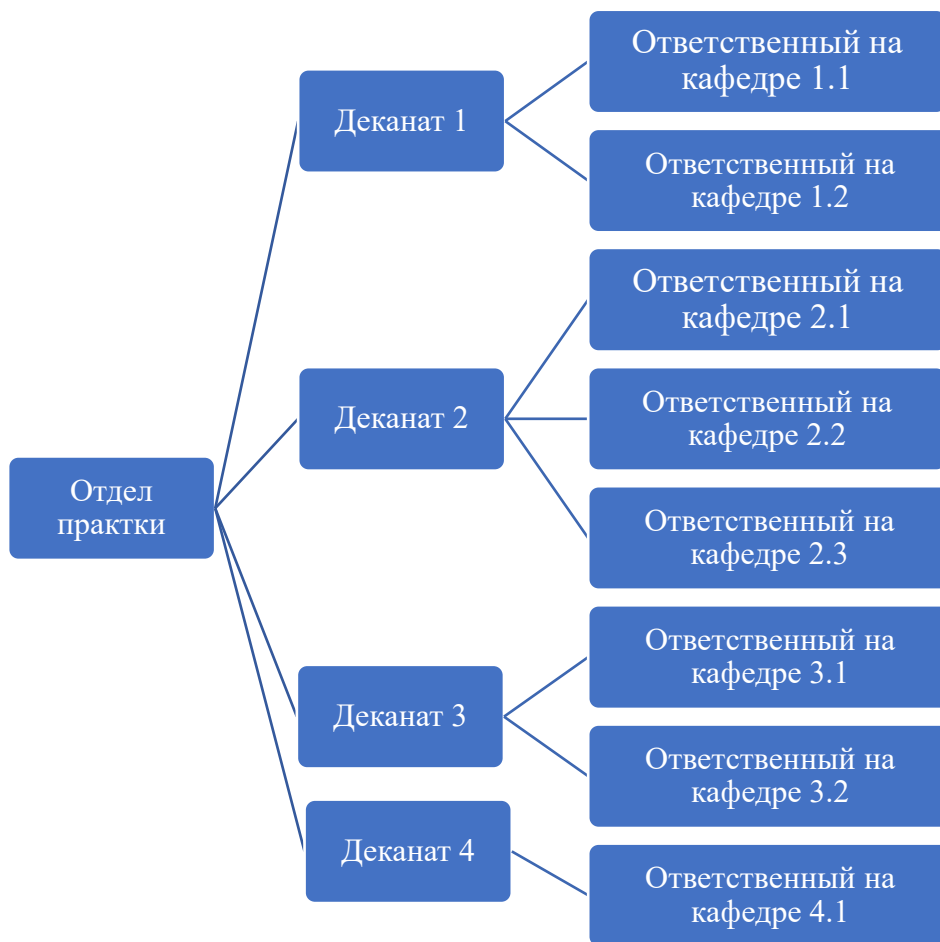 Ответственный на
кафедре 1.1
Деканат 1
Ответственный на
кафедре 1.2
Ответственный на
кафедре 2.1
Деканат 2
Ответственный на
кафедре 2.2
Отдел
практки
Ответственный на
кафедре 2.3
Ответственный на
кафедре 3.1
Деканат 3
Ответственный на
кафедре 3.2
Деканат 4
Ответственный на
кафедре 4.1